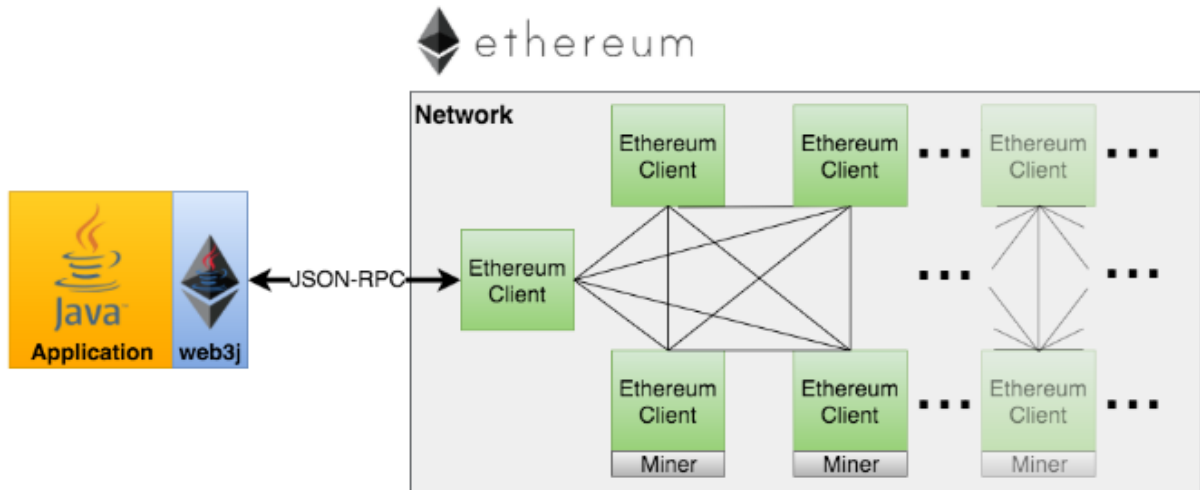 ethereum
Network
Ethereum
Client
Ethereum
Client
Ethereum
Client
Java™
Application
web3j
JSON-RPC
Ethereum
Client
Ethereum
Client
Miner
Ethereum
Client
Miner
Ethereum
Client
Miner